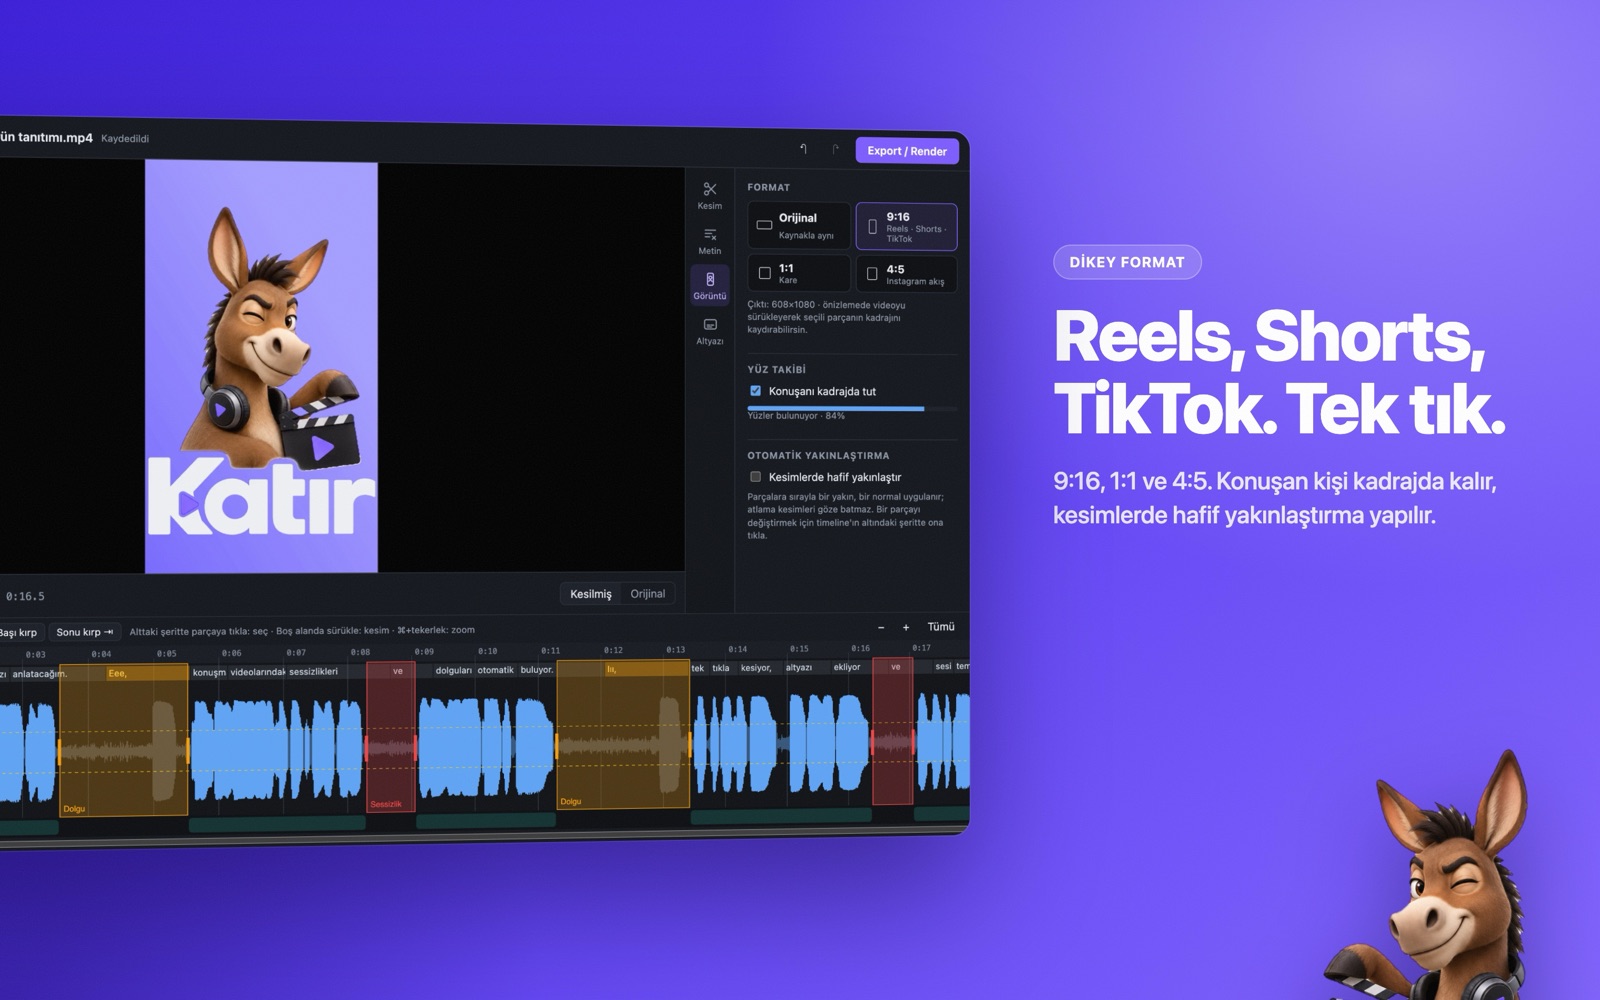 ün tanıtımı.mp4 Kaydedildi
Export / Render
Katır
Kesim
Metin
Görüntü
Altyazı
FORMAT
Orijinal
Kaynakla aynı
9:16
Reels · Shorts ·
TikTok
1:1
Kare
4:5
Instagram akış
Çıktı: 608×1080 · önizlemede videoyu
sürükleyerek seçili parçanın kadrajını
kaydırabilirsin.
YÜZ TAKİBİ
Konuşanı kadrajda tut
Yüzler bulunuyor · 84%
OTOMATİK YAKINLAŞTIRMA
Kesimlerde hafif yakınlaştır
Parçalara sırayla bir yakın, bir normal uygulanır;
atlama kesimleri göze batmaz. Bir parçayı
değiştirmek için timeline'ın altındaki şeritte ona
tıkla.
0:16.5
Kesilmiş Orijinal
Başı kırp Sonu kırp ⇥ Alttaki şeritte parçaya tıkla: seç · Boş alanda sürükle: kesim · ⌘+tekerlek: zoom − + Tümü
0:03 0:04 0:05 0:06 0:07 0:08 0:09 0:10 0:11 0:12 0:13 0:14 0:15 0:16 0:17
zı anlatacağım. Eee, konuşm videolarındak sessizlikleri ve dolguları otomatik buluyor. Iıı, tek tıkla kesiyor, altyazı ekliyor ve sesi tem
Dolgu Sessizlik Dolgu
DİKEY FORMAT
Reels, Shorts,
TikTok. Tek tık.
9:16, 1:1 ve 4:5. Konuşan kişi kadrajda kalır,
kesimlerde hafif yakınlaştırma yapılır.